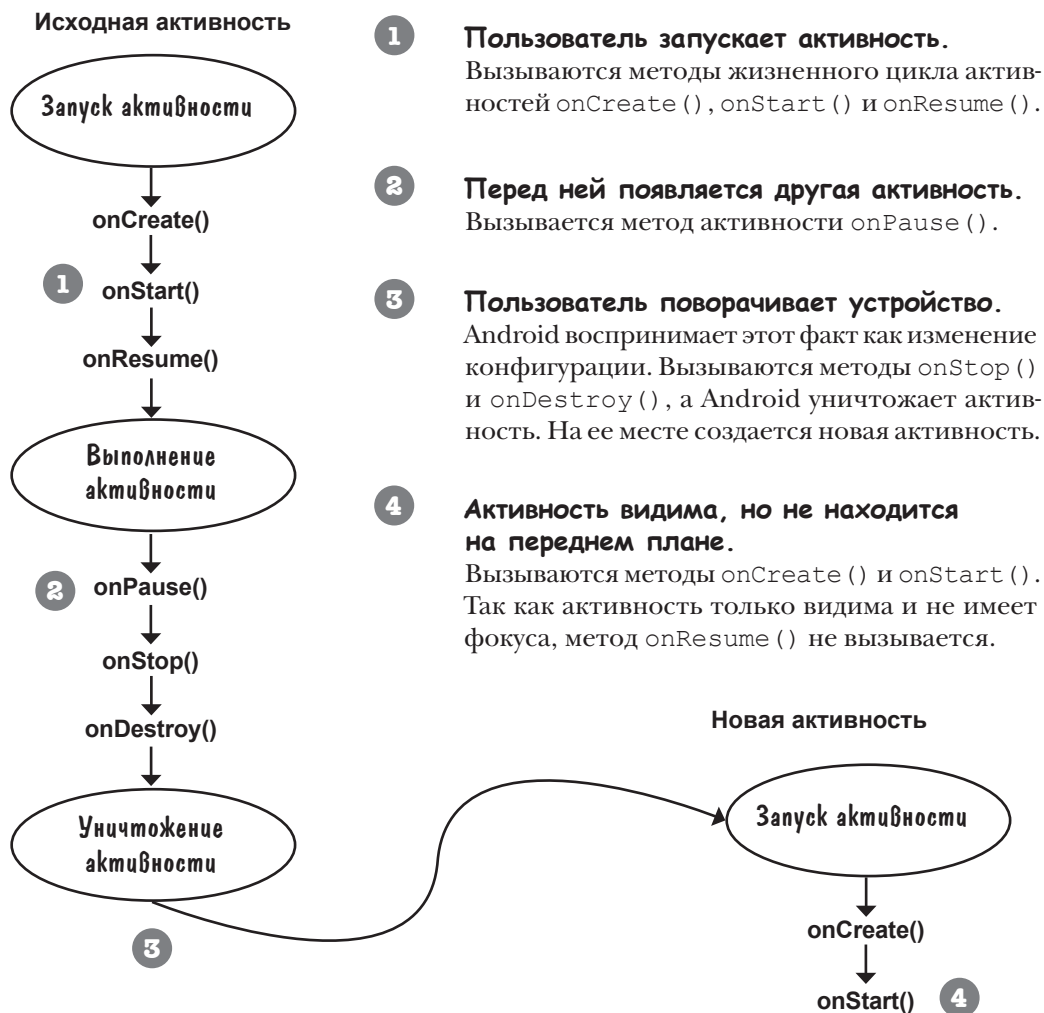 Исходная активность
Запуск активности
onCreate()
1
onStart()
onResume()
Выполнение
активности
2
onPause()
onStop()
onDestroy()
Уничтожение
активности
3
1
Пользователь запускает активность.
Вызываются методы жизненного цикла актив-
ностей onCreate(), onStart() и onResume().
2
Перед ней появляется другая активность.
Вызывается метод активности onPause().
3
Пользователь поворачивает устройство.
Android воспринимает этот факт как изменение
конфигурации. Вызываются методы onStop()
и onDestroy(), а Android уничтожает актив-
ность. На ее месте создается новая активность.
4
Активность видима, но не находится
на переднем плане.
Вызываются методы onCreate() и onStart().
Так как активность только видима и не имеет
фокуса, метод onResume() не вызывается.
Новая активность
Запуск активности
onCreate()
onStart()
4